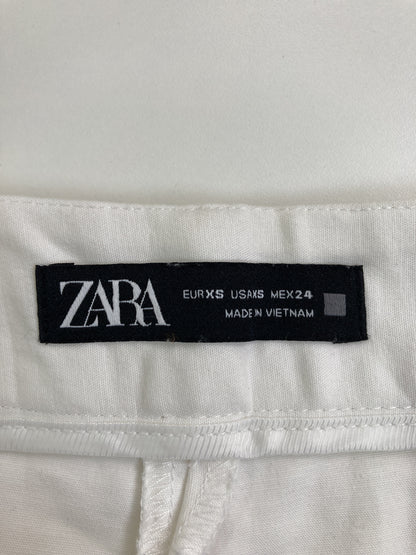 ZARA
EUR XS USA XS MEX 24
MADE IN VIETNAM